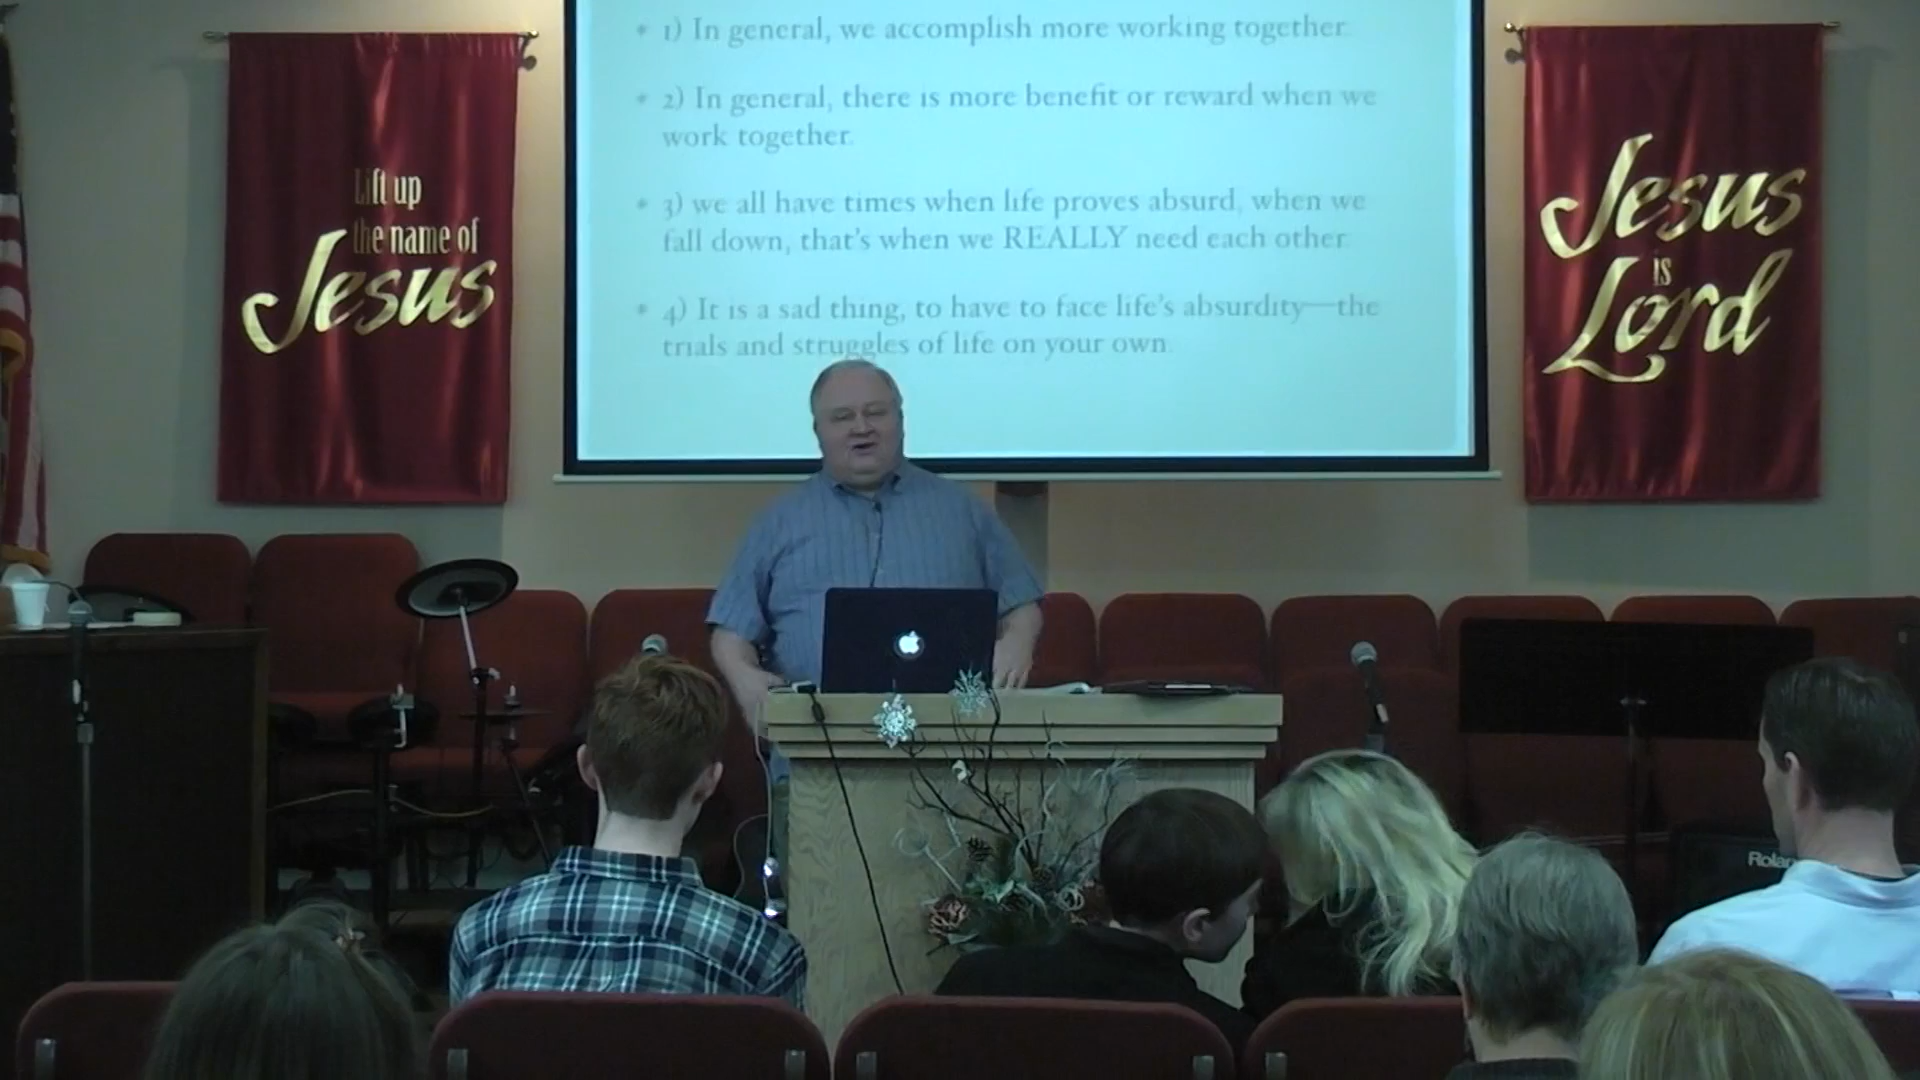 1) In general, we accomplish more working together.
2) In general, there is more benefit or reward when we
work together.
3) we all have times when life proves absurd, when we
fall down, that's when we REALLY need each other.
4) It is a sad thing, to have to face life's absurdity—the
trials and struggles of life on your own.
Lift up
the name of
Jesus
Jesus
is
Lord
Rolan